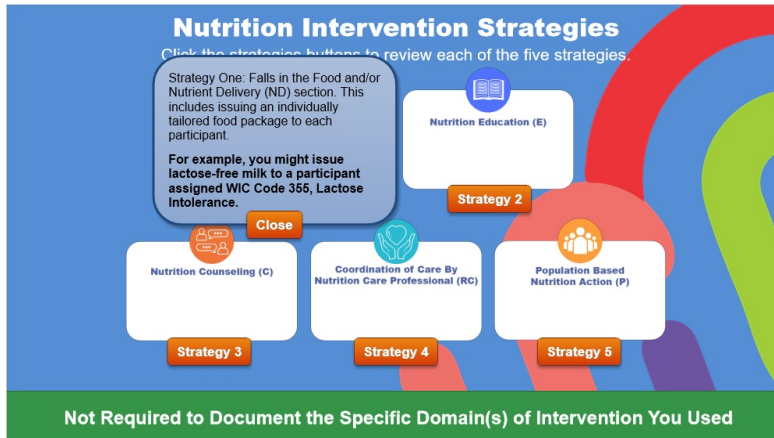 Nutrition Intervention Strategies
Click the strategies buttons to review each of the five strategies.
Strategy One: Falls in the Food and/or
Nutrient Delivery (ND) section. This
includes issuing an individually
tailored food package to each
participant.
For example, you might issue
lactose-free milk to a participant
assigned WIC Code 355, Lactose
Intolerance.
Close
Nutrition Education (E)
Strategy 2
Nutrition Counseling (C)
Strategy 3
Coordination of Care By
Nutrition Care Professional (RC)
Strategy 4
Population Based
Nutrition Action (P)
Strategy 5
Not Required to Document the Specific Domain(s) of Intervention You Used